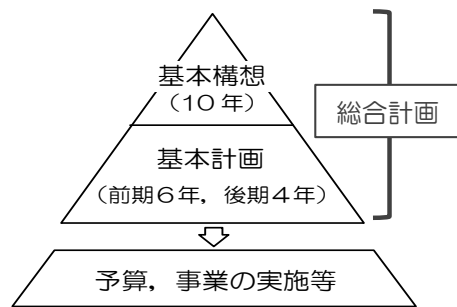 基本構想
（10年）
総合計画
基本計画
（前期６年，後期４年）
予算，事業の実施等